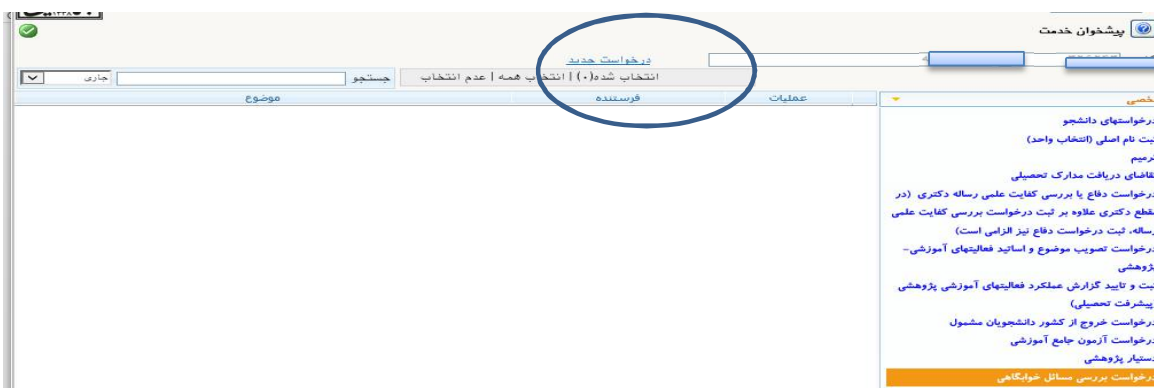 پیشخوان خدمت
درخواست جدید
انتخاب شده(۰) | انتخاب همه | عدم انتخاب
جستجو
جاری
عملیات
فرستنده
موضوع
درخواستهای دانشجو
ثبت نام اصلی (انتخاب واحد)
ترمیم
تقاضای دریافت مدارک تحصیلی
درخواست دفاع یا بررسی کفایت علمی رساله دکتری (در
مقطع دکتری علاوه بر ثبت درخواست بررسی کفایت علمی
رساله، ثبت درخواست دفاع نیز الزامی است)
درخواست تصویب موضوع و اساتید فعالیتهای آموزشی-
پژوهشی
ثبت و تایید گزارش عملکرد فعالیتهای آموزشی پژوهشی
(پیشرفت تحصیلی)
درخواست خروج از کشور دانشجویان مشمول
درخواست آزمون جامع آموزشی
دستیار پژوهشی
درخواست بررسی مسائل خوابگاهی